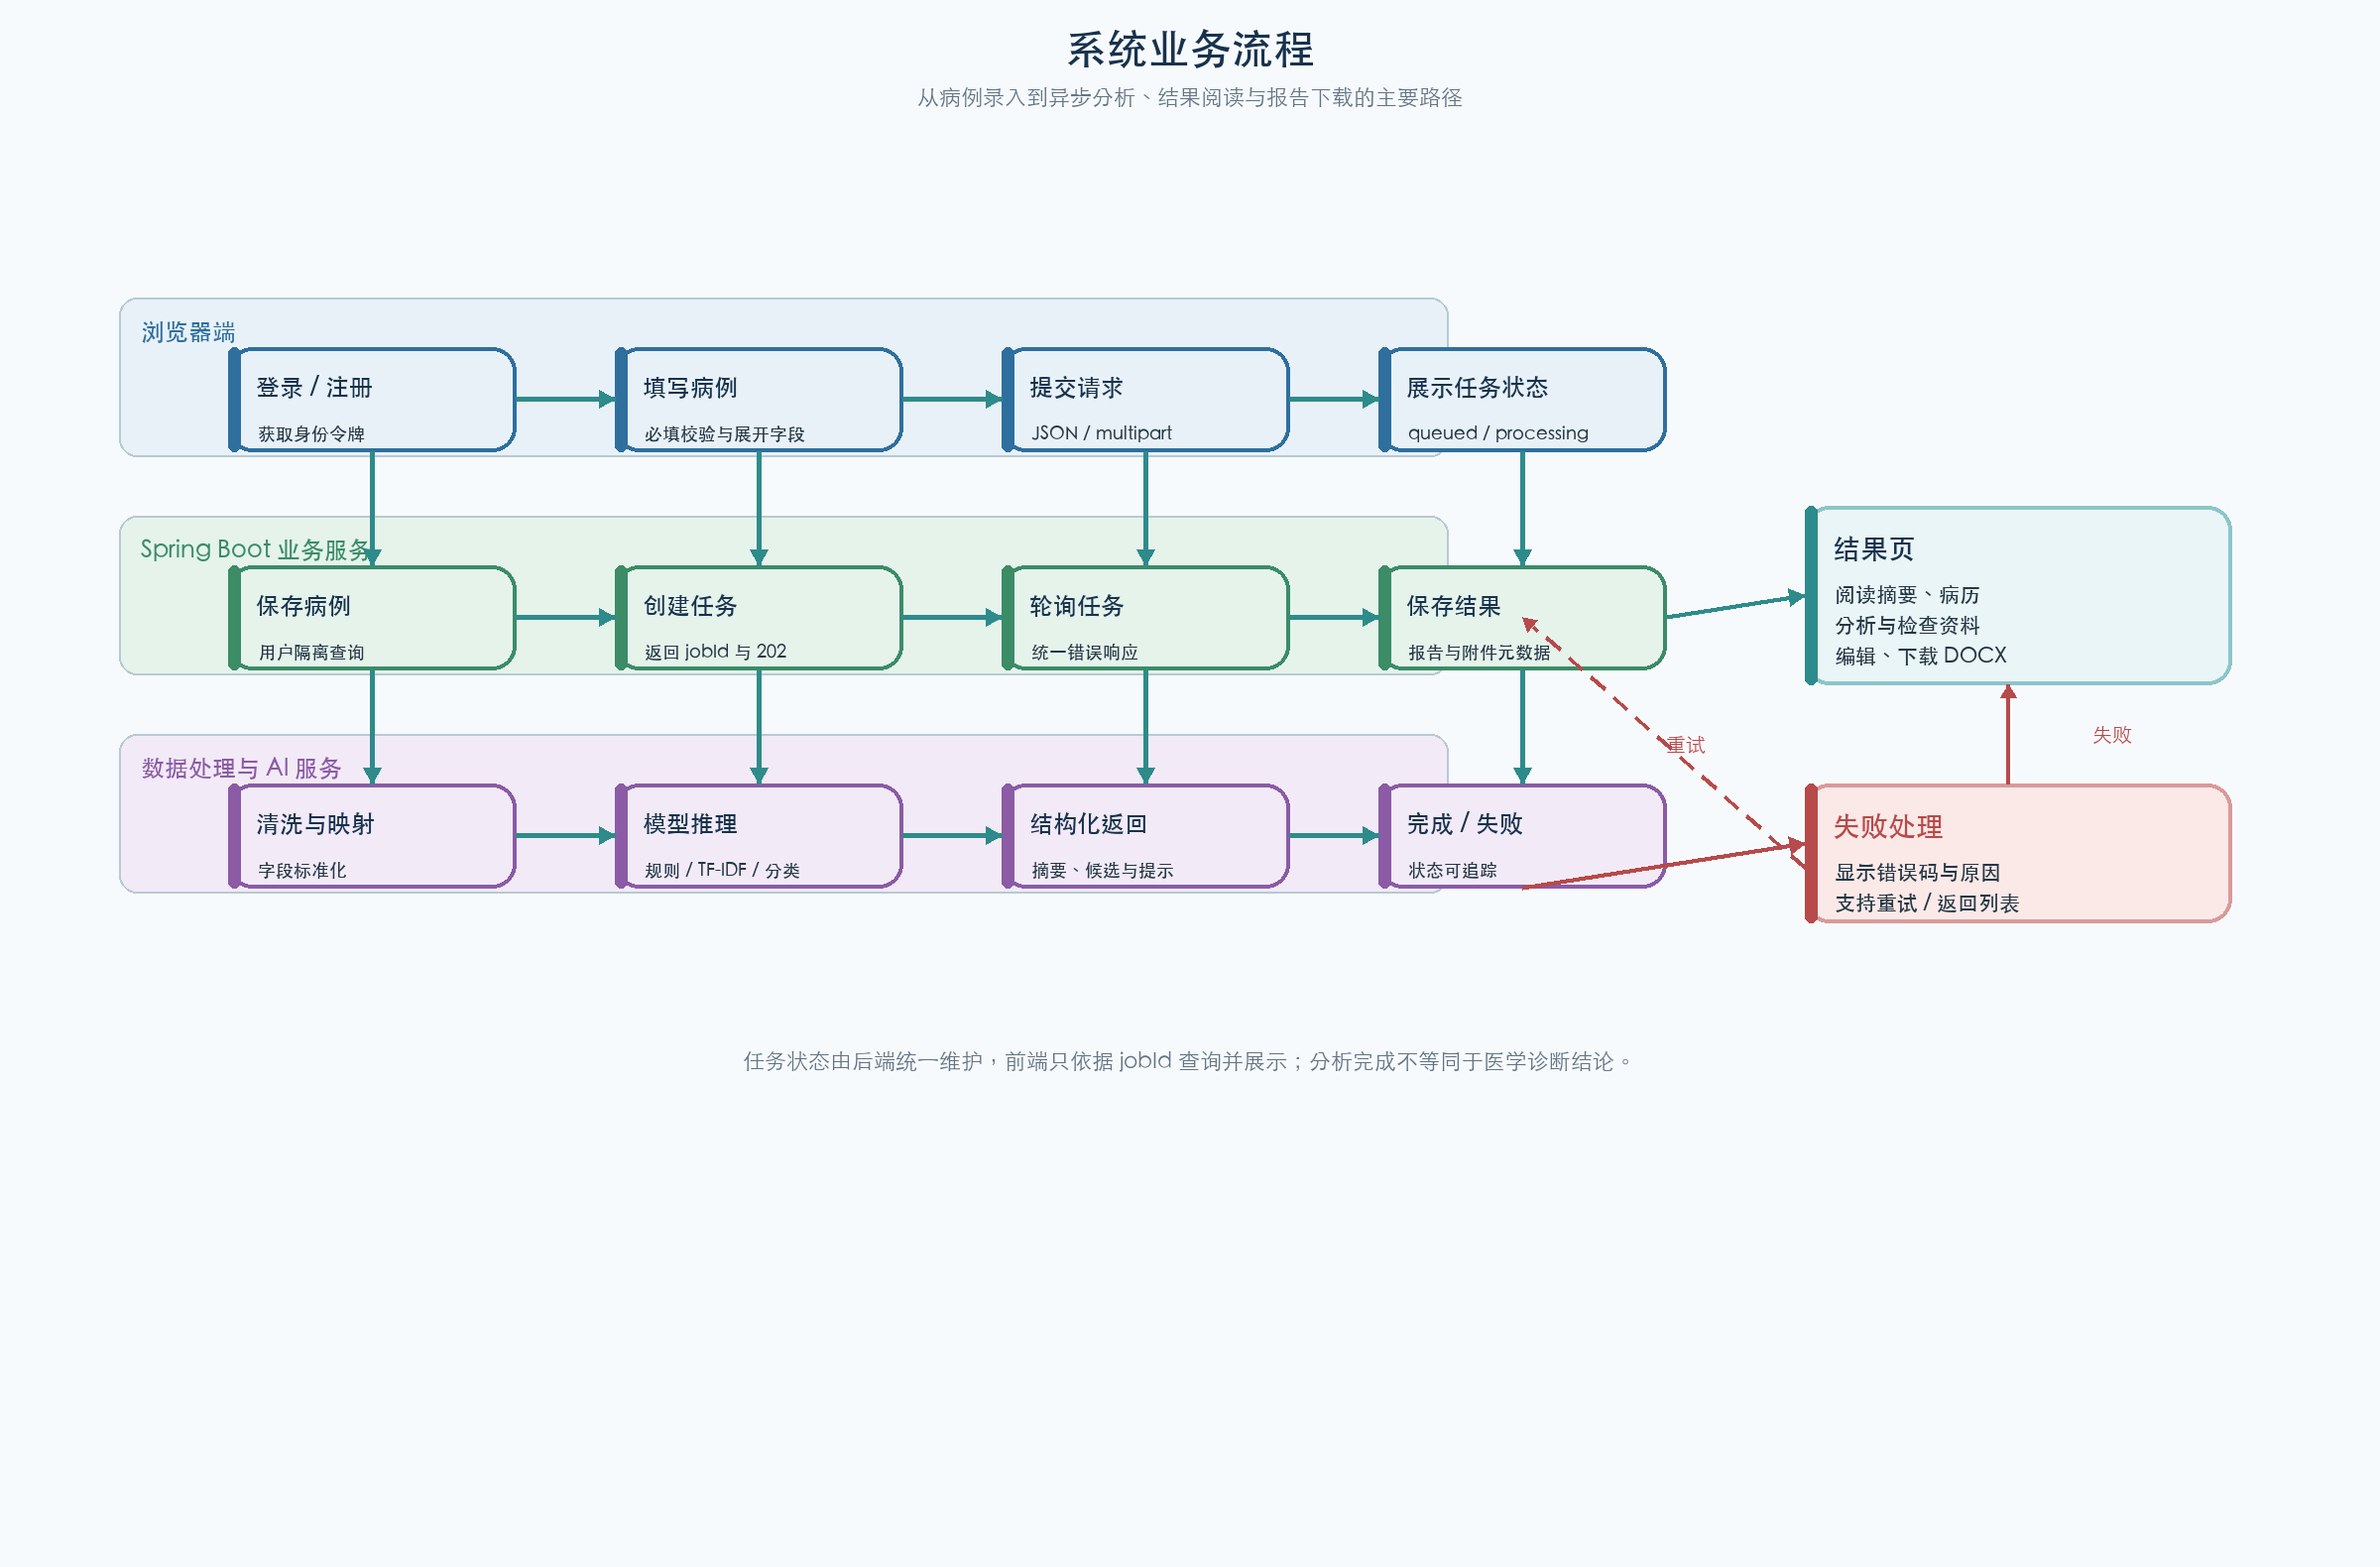 系统业务流程
从病例录入到异步分析、结果阅读与报告下载的主要路径
浏览器端
登录 / 注册
获取身份令牌
填写病例
必填校验与展开字段
提交请求
JSON / multipart
展示任务状态
queued / processing
Spring Boot 业务服务
保存病例
用户隔离查询
创建任务
返回 jobId 与 202
轮询任务
统一错误响应
保存结果
报告与附件元数据
结果页
阅读摘要、病历
分析与检查资料
编辑、下载 DOCX
重试
失败
数据处理与 AI 服务
清洗与映射
字段标准化
模型推理
规则 / TF-IDF / 分类
结构化返回
摘要、候选与提示
完成 / 失败
状态可追踪
失败处理
显示错误码与原因
支持重试 / 返回列表
任务状态由后端统一维护，前端只依据 jobId 查询并展示；分析完成不等同于医学诊断结论。